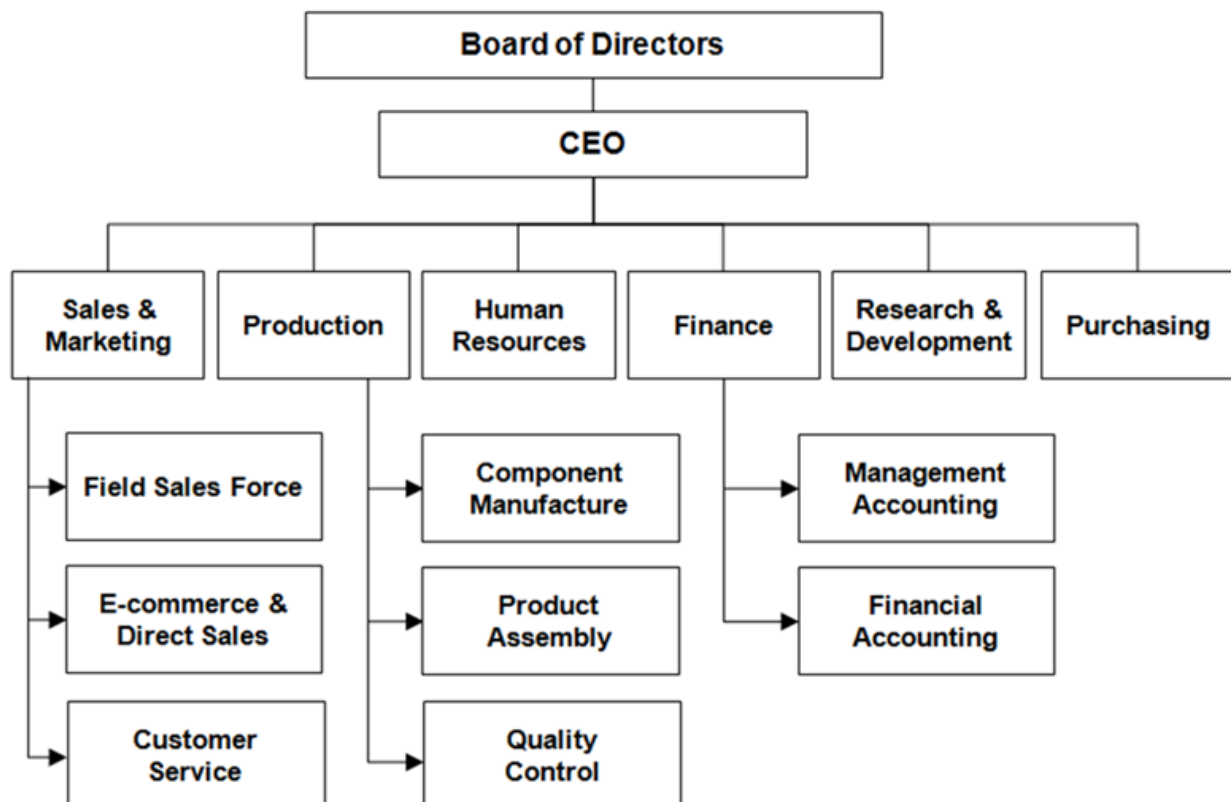 Board of Directors
CEO
Sales &
Marketing
Production
Human
Resources
Finance
Research &
Development
Purchasing
Field Sales Force
Component
Manufacture
Management
Accounting
E-commerce &
Direct Sales
Product
Assembly
Financial
Accounting
Customer
Service
Quality
Control